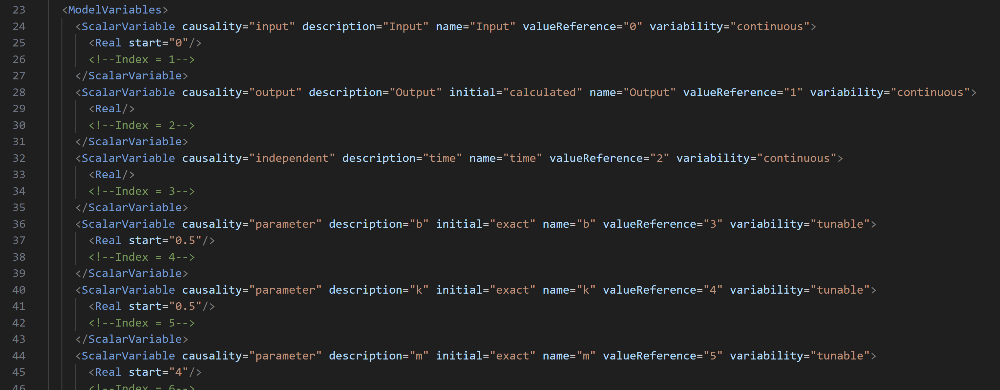 23 <ModelVariables>
24 <ScalarVariable causality="input" description="Input" name="Input" valueReference="0" variability="continuous">
25 <Real start="0"/>
26 <!--Index = 1-->
27 </ScalarVariable>
28 <ScalarVariable causality="output" description="Output" initial="calculated" name="Output" valueReference="1" variability="continuous">
29 <Real/>
30 <!--Index = 2-->
31 </ScalarVariable>
32 <ScalarVariable causality="independent" description="time" name="time" valueReference="2" variability="continuous">
33 <Real/>
34 <!--Index = 3-->
35 </ScalarVariable>
36 <ScalarVariable causality="parameter" description="b" initial="exact" name="b" valueReference="3" variability="tunable">
37 <Real start="0.5"/>
38 <!--Index = 4-->
39 </ScalarVariable>
40 <ScalarVariable causality="parameter" description="k" initial="exact" name="k" valueReference="4" variability="tunable">
41 <Real start="0.5"/>
42 <!--Index = 5-->
43 </ScalarVariable>
44 <ScalarVariable causality="parameter" description="m" initial="exact" name="m" valueReference="5" variability="tunable">
45 <Real start="4"/>
46 <!--Index = 6-->